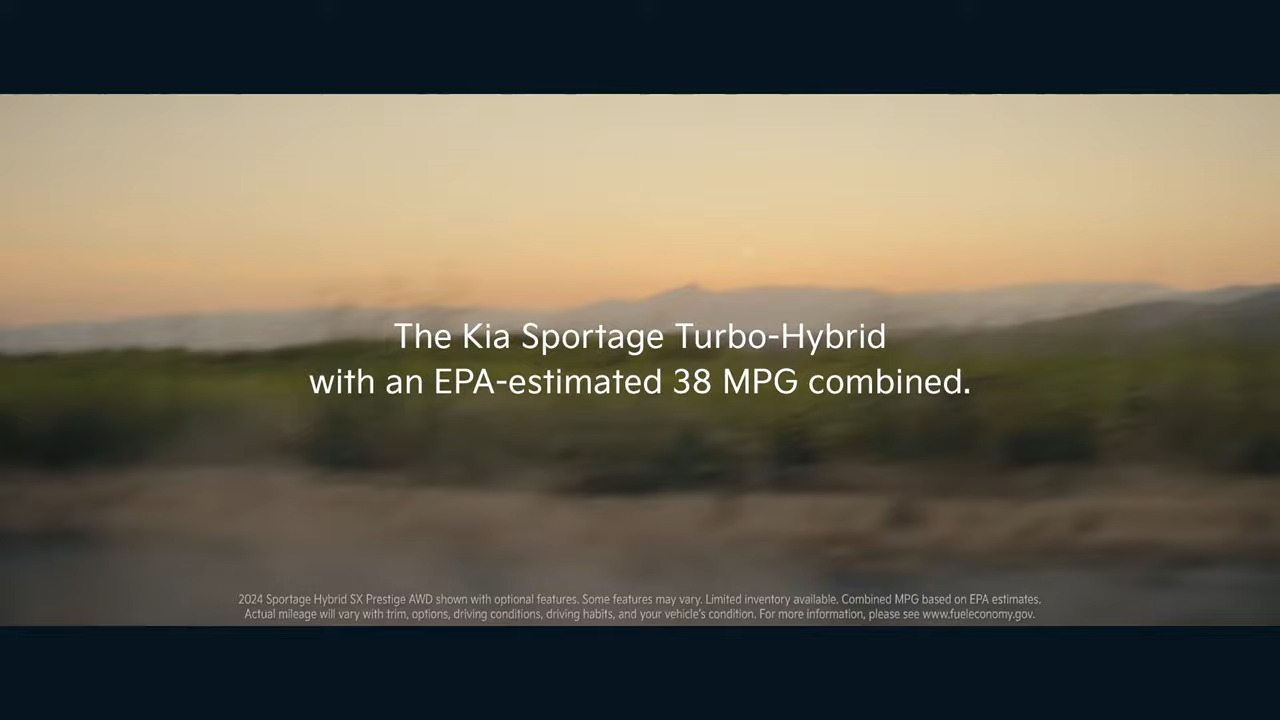 The Kia Sportage Turbo-Hybrid
with an EPA-estimated 38 MPG combined.
2024 Sportage Hybrid SX Prestige AWD shown with optional features. Some features may vary. Limited inventory available. Combined MPG based on EPA estimates.
Actual mileage will vary with trim, options, driving conditions, driving habits, and your vehicle's condition. For more information, please see www.fueleconomy.gov.